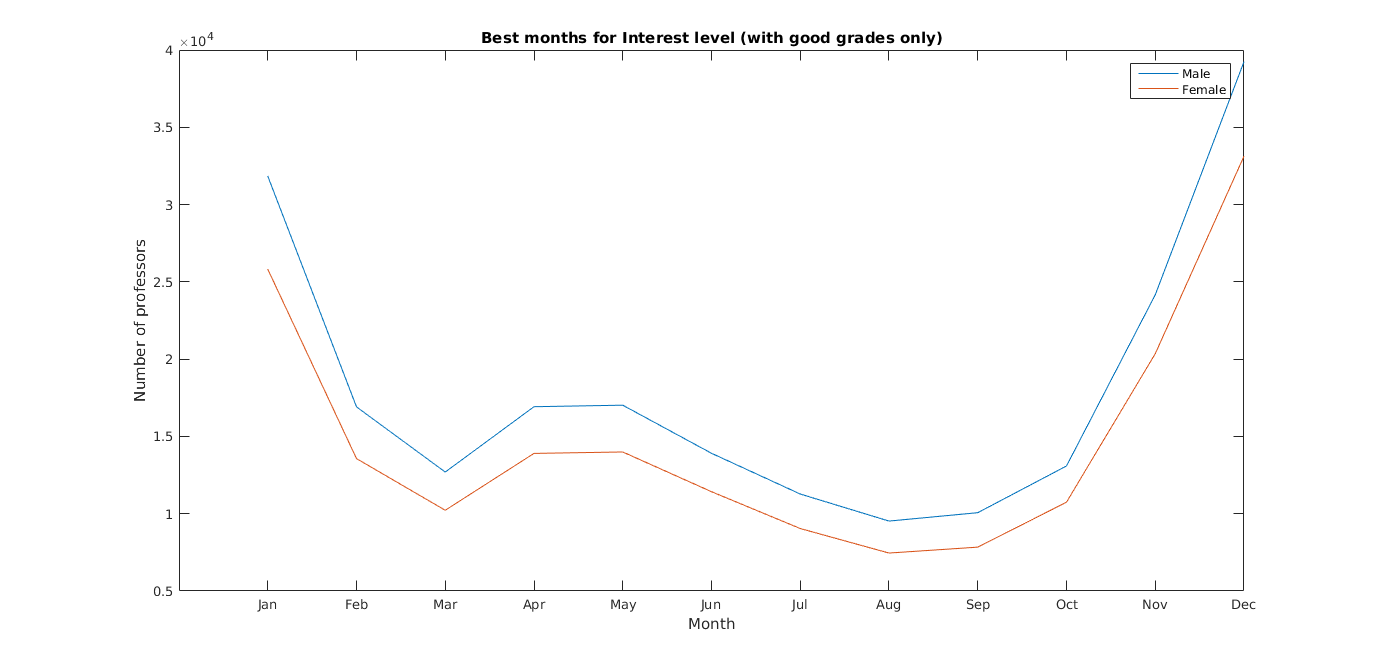 Best months for Interest level (with good grades only)
×10^4
4
3.5
3
2.5
2
1.5
1
0.5
Number of professors
Male
Female
Jan Feb Mar Apr May Jun Jul Aug Sep Oct Nov Dec
Month